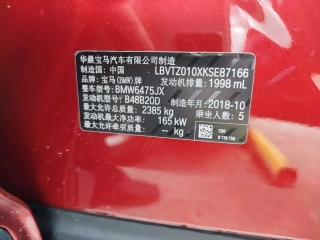 华晨宝马汽车有限公司制造
制造国：中国 LBVTZ010XKSE87166
品牌：宝马(BMW)牌 发动机排量：1998 mL
整车型号：BMW6475JX
发动机型号：B48B20D 制造年月：2018-10
最大允许总质量：2385 kg 乘坐人数：5
发动机最大净功率：165 kW
最大允许牵引质量：-- kg